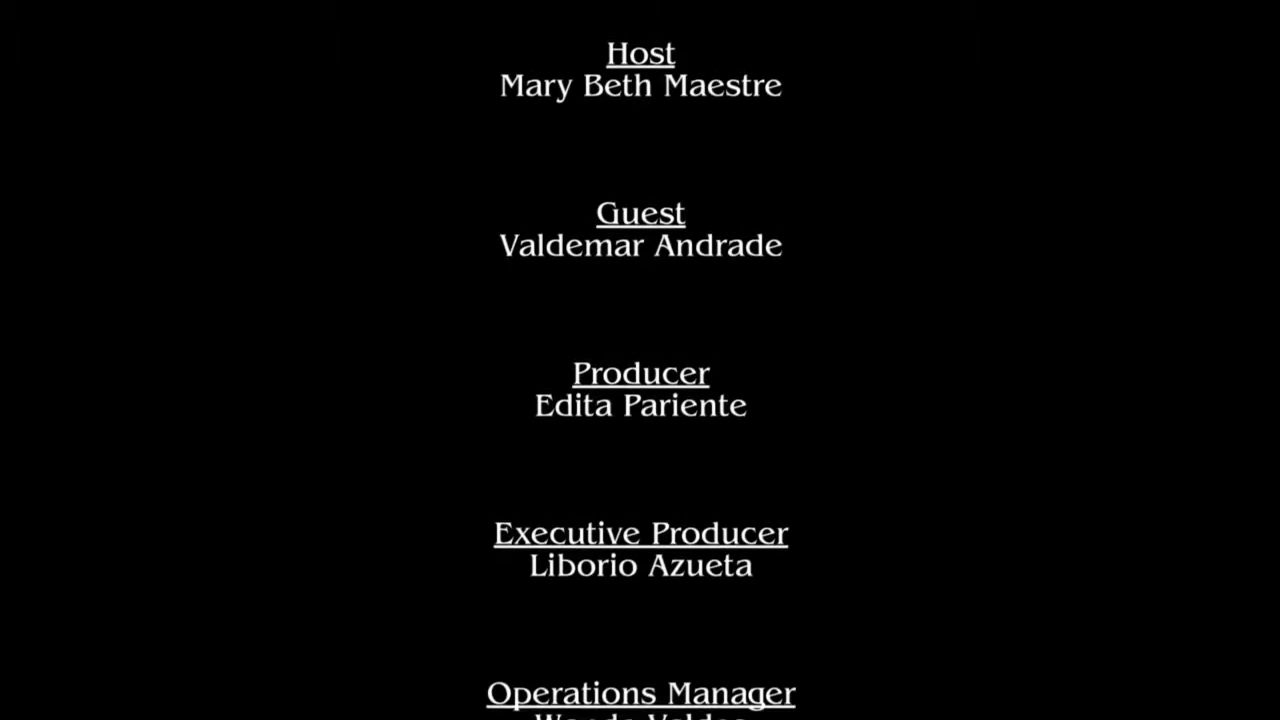 Host
Mary Beth Maestre
Guest
Valdemar Andrade
Producer
Edita Pariente
Executive Producer
Liborio Azueta
Operations Manager